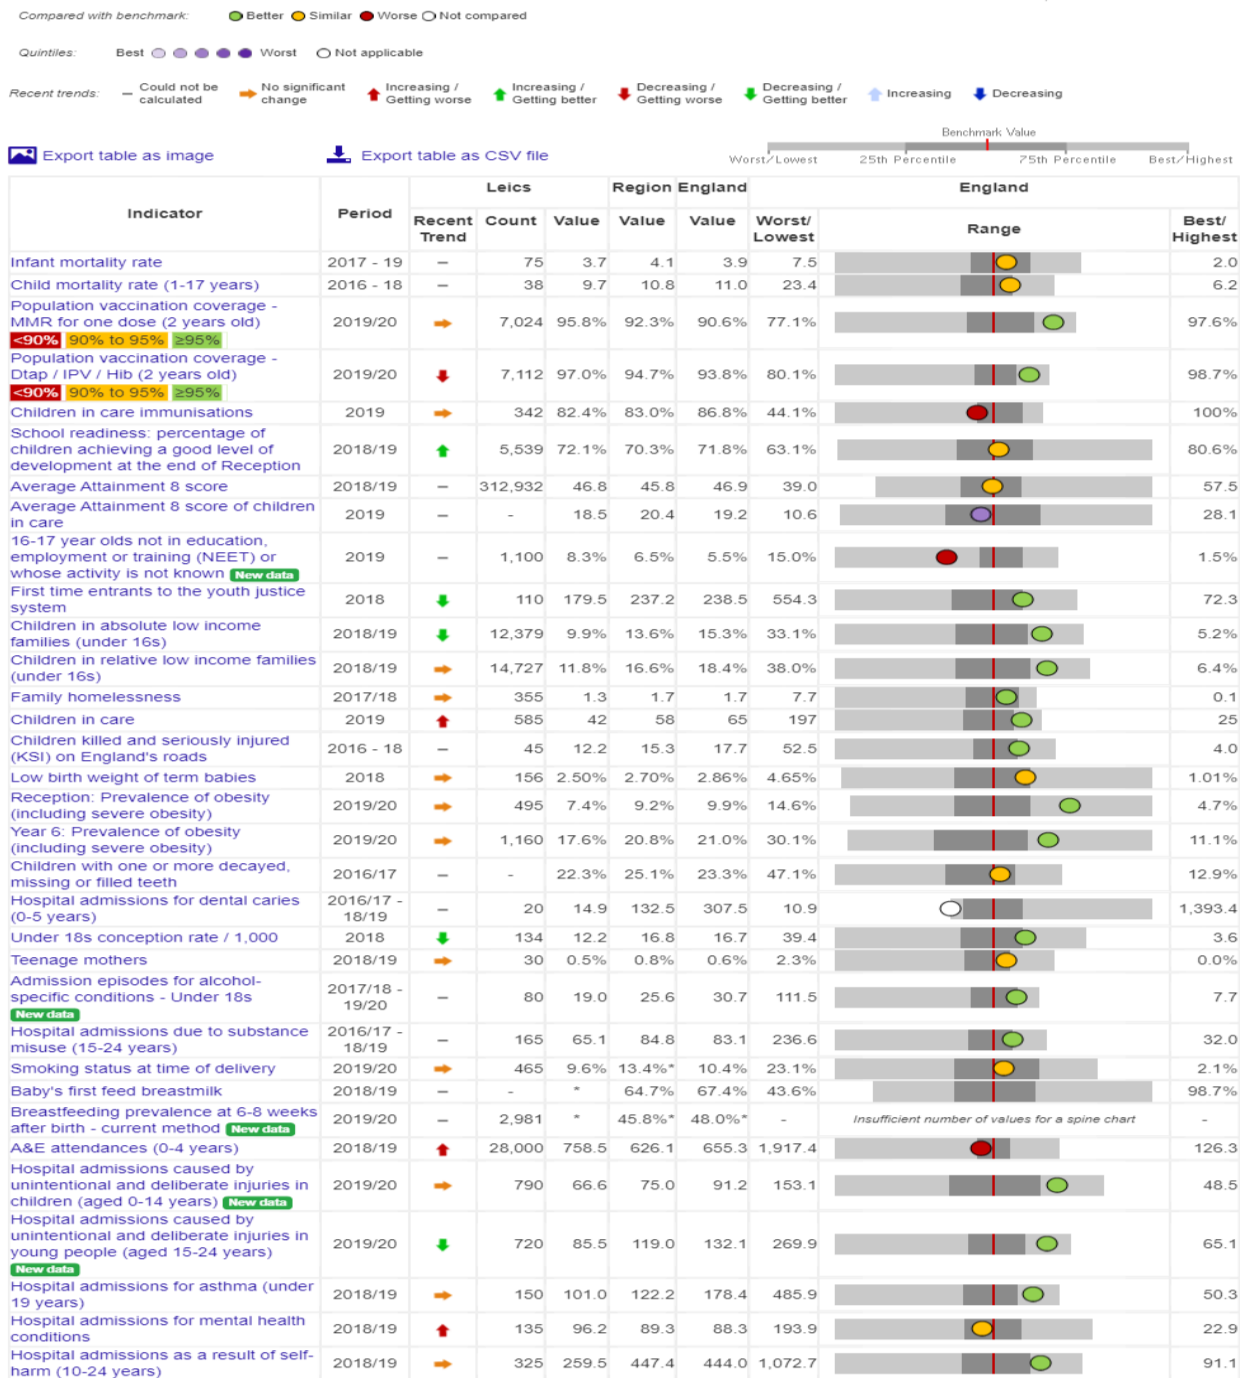 Compared with benchmark: Better Similar Worse Not compared
Quintiles: Best Worst Not applicable
Recent trends: – Could not be calculated No significant change Increasing / Getting worse Increasing / Getting better Decreasing / Getting worse Decreasing / Getting better Increasing Decreasing
Benchmark Value
Export table as image Export table as CSV file
Worst/Lowest 25th Percentile 75th Percentile Best/Highest
Leics Region England England
Indicator Period Recent Trend Count Value Value Value Worst/ Lowest Range Best/ Highest
Infant mortality rate 2017 - 19 – 75 3.7 4.1 3.9 7.5 2.0
Child mortality rate (1-17 years) 2016 - 18 – 38 9.7 10.8 11.0 23.4 6.2
Population vaccination coverage -
MMR for one dose (2 years old) 2019/20 7,024 95.8% 92.3% 90.6% 77.1% 97.6%
<90% 90% to 95% ≥95%
Population vaccination coverage -
Dtap / IPV / Hib (2 years old) 2019/20 7,112 97.0% 94.7% 93.8% 80.1% 98.7%
<90% 90% to 95% ≥95%
Children in care immunisations 2019 342 82.4% 83.0% 86.8% 44.1% 100%
School readiness: percentage of
children achieving a good level of 2018/19 5,539 72.1% 70.3% 71.8% 63.1% 80.6%
development at the end of Reception
Average Attainment 8 score 2018/19 – 312,932 46.8 45.8 46.9 39.0 57.5
Average Attainment 8 score of children
in care 2019 – - 18.5 20.4 19.2 10.6 28.1
16-17 year olds not in education,
employment or training (NEET) or 2019 – 1,100 8.3% 6.5% 5.5% 15.0% 1.5%
whose activity is not known New data
First time entrants to the youth justice
system 2018 110 179.5 237.2 238.5 554.3 72.3
Children in absolute low income
families (under 16s) 2018/19 12,379 9.9% 13.6% 15.3% 33.1% 5.2%
Children in relative low income families
(under 16s) 2018/19 14,727 11.8% 16.6% 18.4% 38.0% 6.4%
Family homelessness 2017/18 355 1.3 1.7 1.7 7.7 0.1
Children in care 2019 585 42 58 65 197 25
Children killed and seriously injured
(KSI) on England's roads 2016 - 18 – 45 12.2 15.3 17.7 52.5 4.0
Low birth weight of term babies 2018 156 2.50% 2.70% 2.86% 4.65% 1.01%
Reception: Prevalence of obesity
(including severe obesity) 2019/20 495 7.4% 9.2% 9.9% 14.6% 4.7%
Year 6: Prevalence of obesity
(including severe obesity) 2019/20 1,160 17.6% 20.8% 21.0% 30.1% 11.1%
Children with one or more decayed,
missing or filled teeth 2016/17 – - 22.3% 25.1% 23.3% 47.1% 12.9%
Hospital admissions for dental caries
(0-5 years) 2016/17 - 18/19 – 20 14.9 132.5 307.5 10.9 1,393.4
Under 18s conception rate / 1,000 2018 134 12.2 16.8 16.7 39.4 3.6
Teenage mothers 2018/19 30 0.5% 0.8% 0.6% 2.3% 0.0%
Admission episodes for alcohol-
specific conditions - Under 18s 2017/18 - 19/20 – 80 19.0 25.6 30.7 111.5 7.7
New data
Hospital admissions due to substance
misuse (15-24 years) 2016/17 - 18/19 – 165 65.1 84.8 83.1 236.6 32.0
Smoking status at time of delivery 2019/20 465 9.6% 13.4%* 10.4% 23.1% 2.1%
Baby's first feed breastmilk 2018/19 – - * 64.7% 67.4% 43.6% 98.7%
Breastfeeding prevalence at 6-8 weeks
after birth - current method New data 2019/20 – 2,981 * 45.8%* 48.0%* - Insufficient number of values for a spine chart -
A&E attendances (0-4 years) 2018/19 28,000 758.5 626.1 655.3 1,917.4 126.3
Hospital admissions caused by
unintentional and deliberate injuries in 2019/20 790 66.6 75.0 91.2 153.1 48.5
children (aged 0-14 years) New data
Hospital admissions caused by
unintentional and deliberate injuries in
young people (aged 15-24 years) 2019/20 720 85.5 119.0 132.1 269.9 65.1
New data
Hospital admissions for asthma (under
19 years) 2018/19 150 101.0 122.2 178.4 485.9 50.3
Hospital admissions for mental health
conditions 2018/19 135 96.2 89.3 88.3 193.9 22.9
Hospital admissions as a result of self-
harm (10-24 years) 2018/19 325 259.5 447.4 444.0 1,072.7 91.1